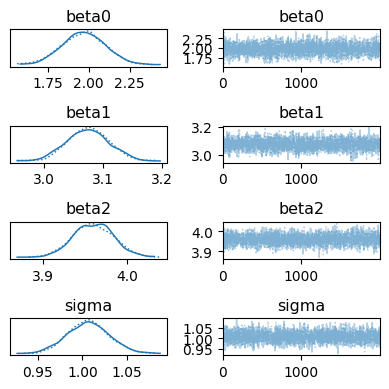 beta0 beta0
2.25
2.00
1.75
1.75 2.00 2.25 0 1000
beta1 beta1
3.2
3.0
3.0 3.1 3.2 0 1000
beta2 beta2
4.0
3.9
3.9 4.0 0 1000
sigma sigma
1.05
1.00
0.95
0.95 1.00 1.05 0 1000